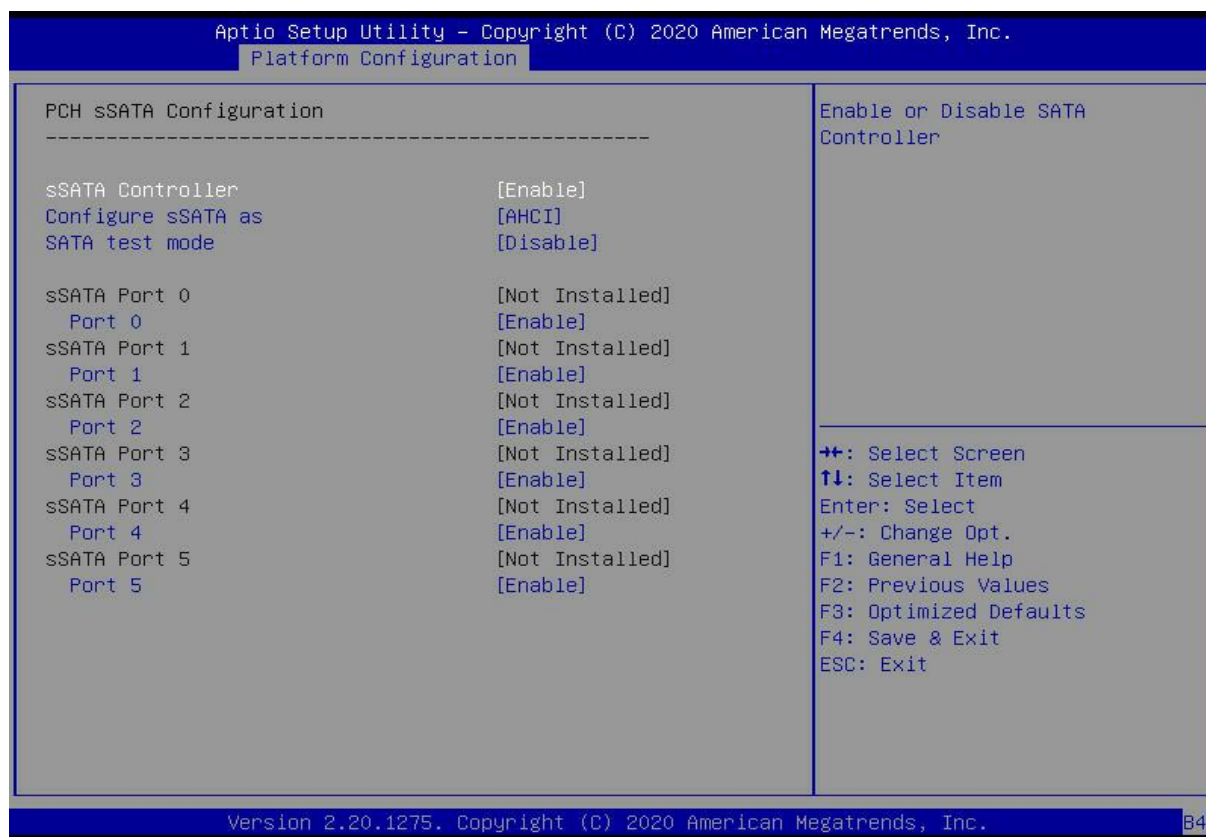 Aptio Setup Utility – Copyright (C) 2020 American Megatrends, Inc.
Platform Configuration
PCH sSATA Configuration
--------------------------------------------------
sSATA Controller [Enable]
Configure sSATA as [AHCI]
SATA test mode [Disable]
sSATA Port 0 [Not Installed]
Port 0 [Enable]
sSATA Port 1 [Not Installed]
Port 1 [Enable]
sSATA Port 2 [Not Installed]
Port 2 [Enable]
sSATA Port 3 [Not Installed]
Port 3 [Enable]
sSATA Port 4 [Not Installed]
Port 4 [Enable]
sSATA Port 5 [Not Installed]
Port 5 [Enable]
Enable or Disable SATA
Controller
→←: Select Screen
↑↓: Select Item
Enter: Select
+/-: Change Opt.
F1: General Help
F2: Previous Values
F3: Optimized Defaults
F4: Save & Exit
ESC: Exit
Version 2.20.1275. Copyright (C) 2020 American Megatrends, Inc.
B4